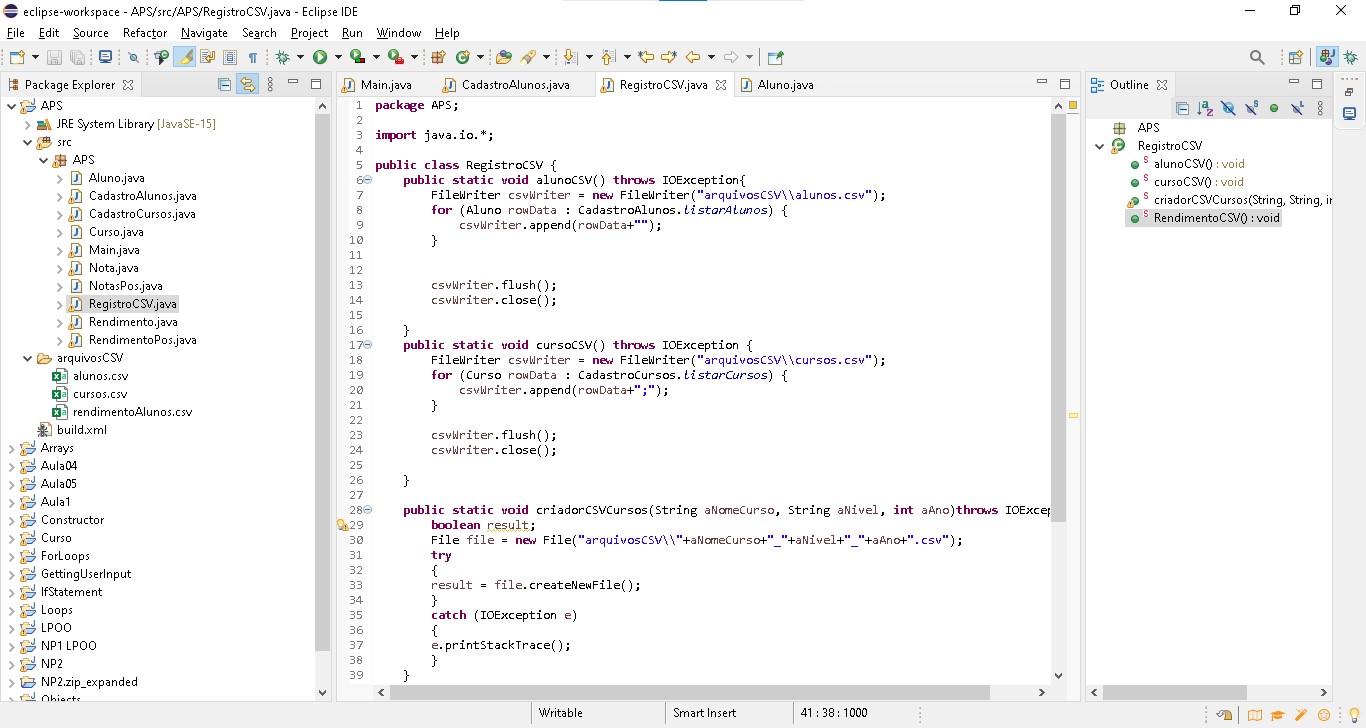 eclipse-workspace - APS/src/APS/RegistroCSV.java - Eclipse IDE
File Edit Source Refactor Navigate Search Project Run Window Help
Package Explorer
APS
JRE System Library [JavaSE-15]
src
APS
Aluno.java
CadastroAlunos.java
CadastroCursos.java
Curso.java
Main.java
Nota.java
NotasPos.java
RegistroCSV.java
Rendimento.java
RendimentoPos.java
arquivosCSV
alunos.csv
cursos.csv
rendimentoAlunos.csv
build.xml
Arrays
Aula04
Aula05
Aula1
Constructor
Curso
ForLoops
GettingUserInput
IfStatement
Loops
LPOO
NP1 LPOO
NP2
NP2.zip_expanded
Objects
Main.java CadastroAlunos.java RegistroCSV.java Aluno.java
1 package APS;
2
3 import java.io.*;
4
5 public class RegistroCSV {
6 public static void alunoCSV() throws IOException{
7 FileWriter csvWriter = new FileWriter("arquivosCSV\\alunos.csv");
8 for (Aluno rowData : CadastroAlunos.listarAlunos) {
9 csvWriter.append(rowData+"");
10 }
11
12
13 csvWriter.flush();
14 csvWriter.close();
15
16 }
17 public static void cursoCSV() throws IOException {
18 FileWriter csvWriter = new FileWriter("arquivosCSV\\cursos.csv");
19 for (Curso rowData : CadastroCursos.listarCursos) {
20 csvWriter.append(rowData+";");
21 }
22
23 csvWriter.flush();
24 csvWriter.close();
25
26 }
27
28 public static void criadorCSVCursos(String aNomeCurso, String aNivel, int aAno)throws IOExcep
29 boolean result;
30 File file = new File("arquivosCSV\\"+aNomeCurso+"_"+aNivel+"_"+aAno+".csv");
31 try
32 {
33 result = file.createNewFile();
34 }
35 catch (IOException e)
36 {
37 e.printStackTrace();
38 }
39 }
Outline
APS
RegistroCSV
alunoCSV() : void
cursoCSV() : void
criadorCSVCursos(String, String, in
RendimentoCSV() : void
Writable Smart Insert 41 : 38 : 1000